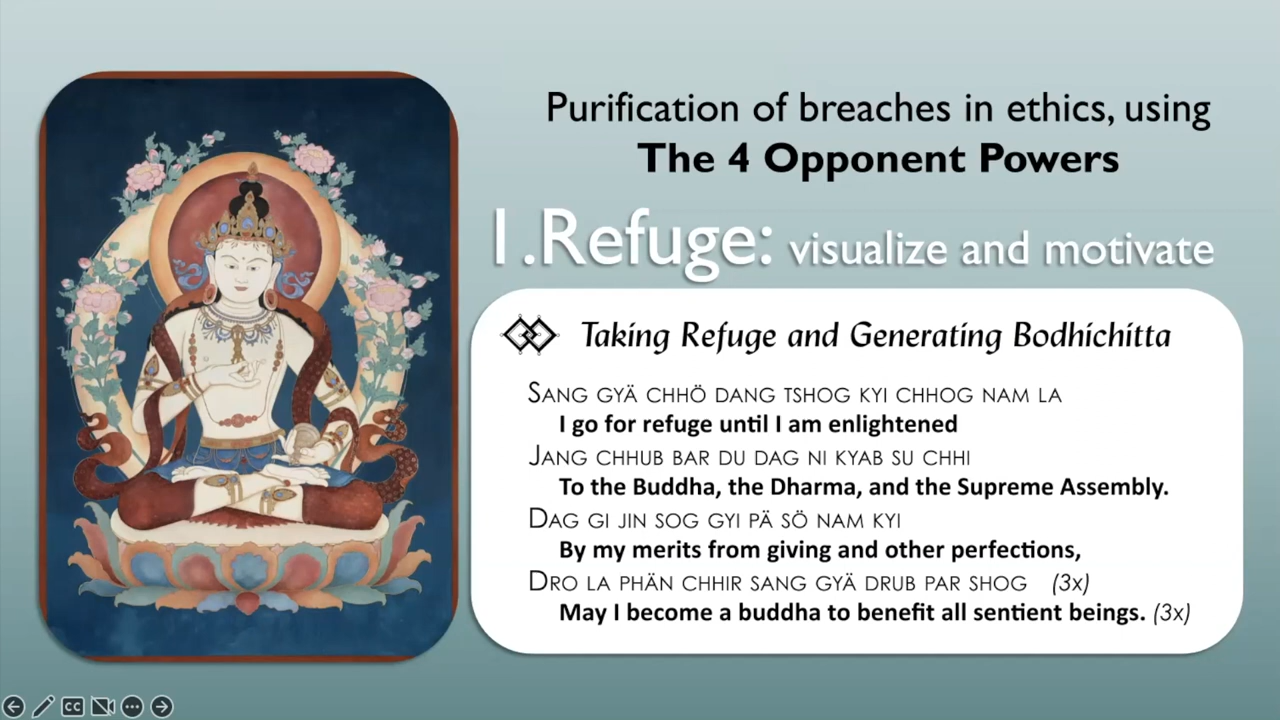 Purification of breaches in ethics, using
The 4 Opponent Powers
1.Refuge: visualize and motivate
Taking Refuge and Generating Bodhichitta
SANG GYÄ CHHÖ DANG TSHOG KYI CHHOG NAM LA
I go for refuge until I am enlightened
JANG CHHUB BAR DU DAG NI KYAB SU CHHI
To the Buddha, the Dharma, and the Supreme Assembly.
DAG GI JIN SOG GYI PÄ SÖ NAM KYI
By my merits from giving and other perfections,
DRO LA PHÄN CHHIR SANG GYÄ DRUB PAR SHOG (3x)
May I become a buddha to benefit all sentient beings. (3x)
CC